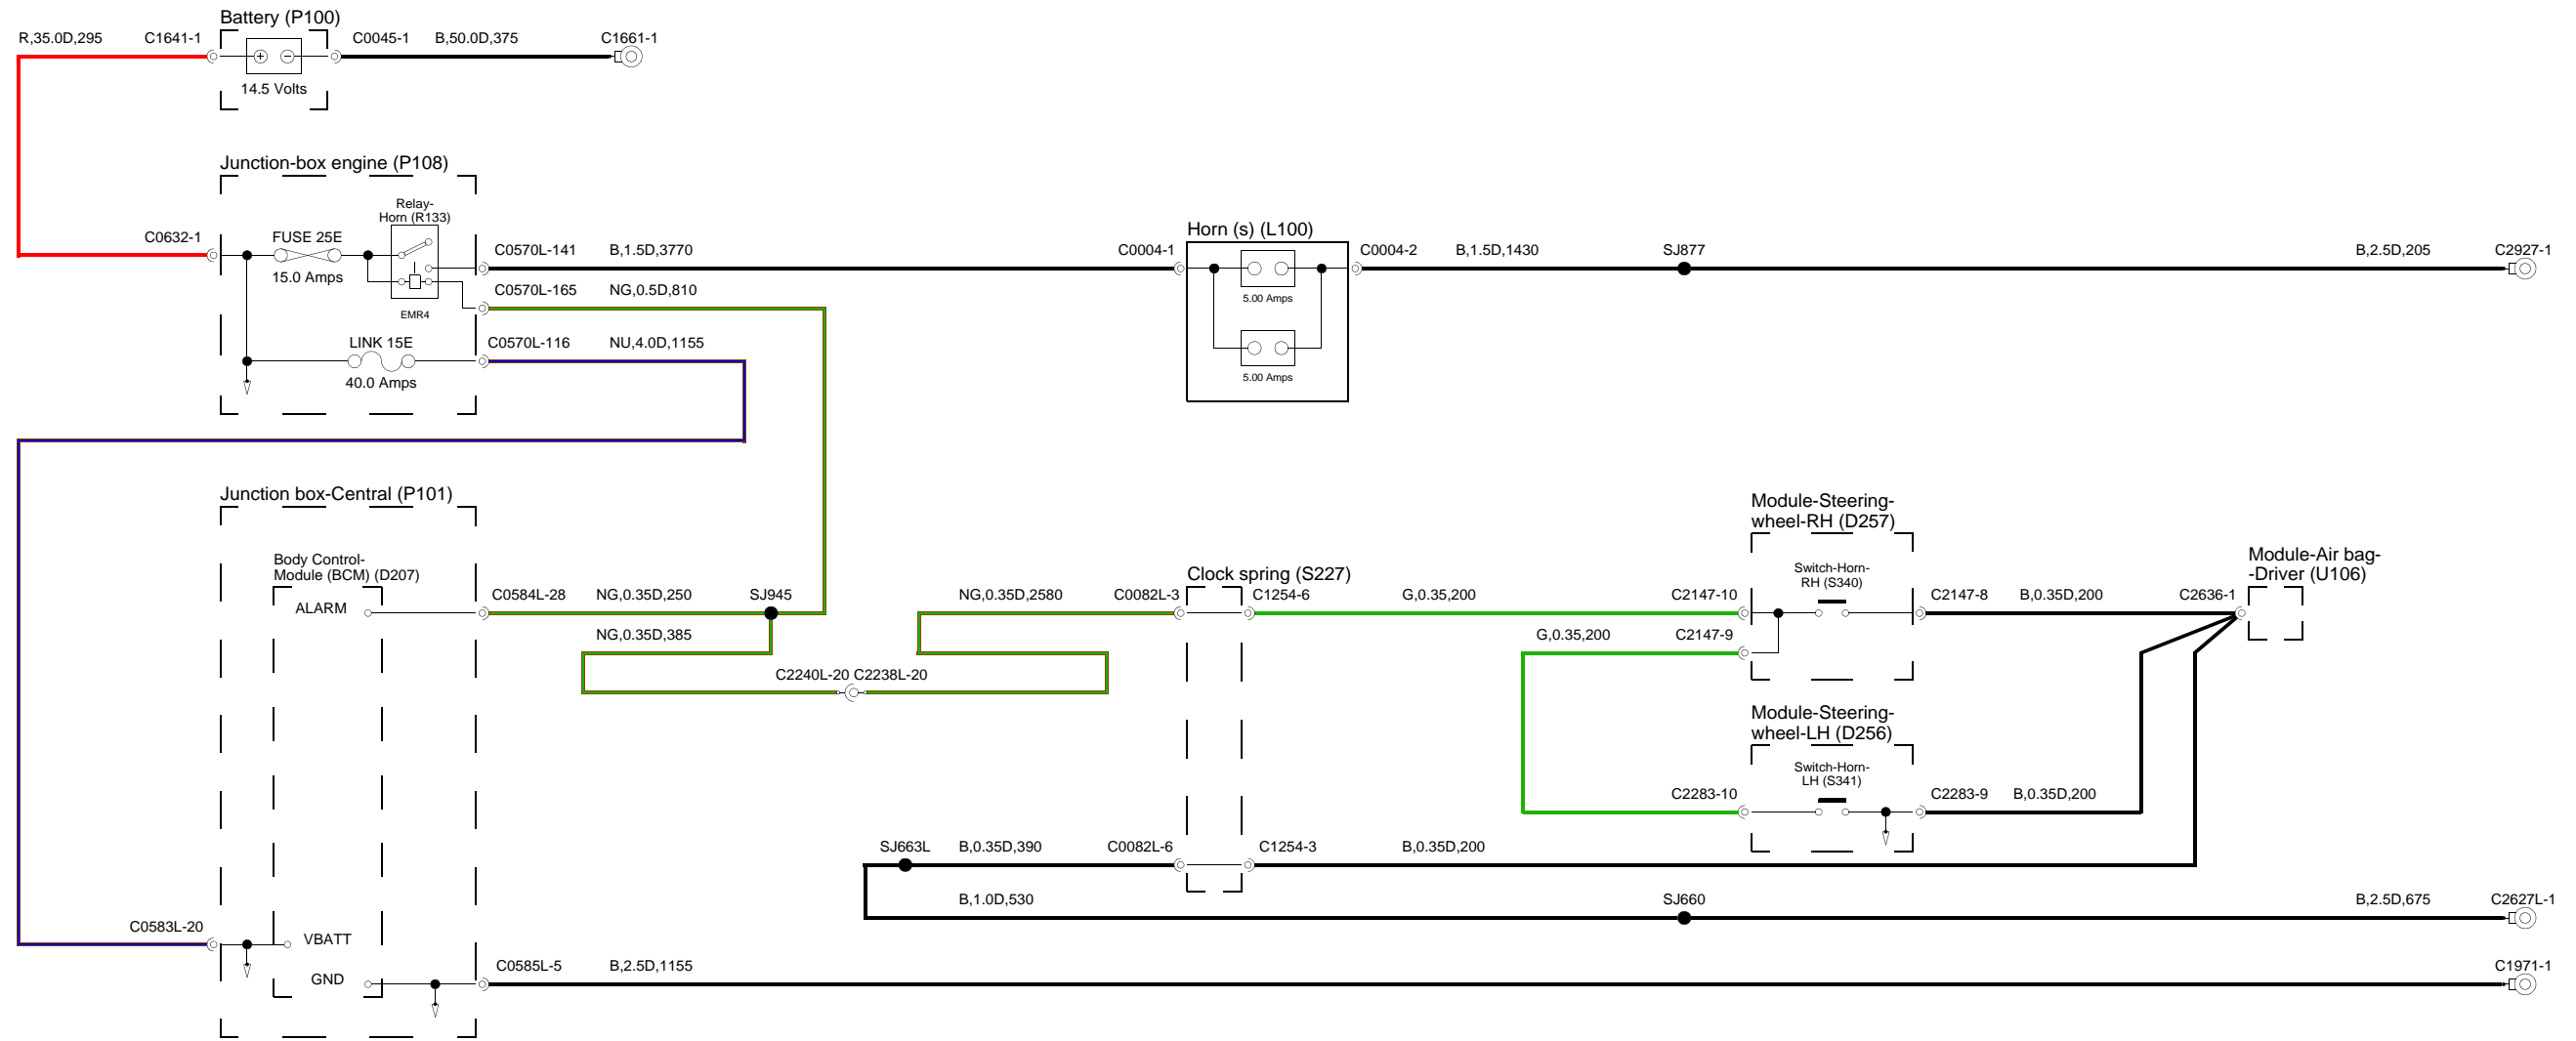 Battery (P100)
R,35.0D,295
C1641-1
C0045-1
B,50.0D,375
C1661-1
14.5 Volts
Junction-box engine (P108)
Relay-
Horn (R133)
C0632-1
FUSE 25E
15.0 Amps
EMR4
LINK 15E
40.0 Amps
C0570L-141
B,1.5D,3770
C0570L-165
NG,0.5D,810
C0570L-116
NU,4.0D,1155
C0004-1
Horn (s) (L100)
5.00 Amps
5.00 Amps
C0004-2
B,1.5D,1430
SJ877
B,2.5D,205
C2927-1
Junction box-Central (P101)
Body Control-
Module (BCM) (D207)
ALARM
C0584L-28
NG,0.35D,250
SJ945
NG,0.35D,385
C2240L-20 C2238L-20
NG,0.35D,2580
C0082L-3
Clock spring (S227)
C1254-6
G,0.35,200
C2147-10
G,0.35,200
C2147-9
Module-Steering-
wheel-RH (D257)
Switch-Horn-
RH (S340)
C2147-8
B,0.35D,200
C2636-1
Module-Air bag-
-Driver (U106)
Module-Steering-
wheel-LH (D256)
Switch-Horn-
LH (S341)
C2283-10
C2283-9
B,0.35D,200
SJ663L
B,0.35D,390
C0082L-6
C1254-3
B,0.35D,200
B,1.0D,530
SJ660
B,2.5D,675
C2627L-1
C0583L-20
VBATT
GND
C0585L-5
B,2.5D,1155
C1971-1